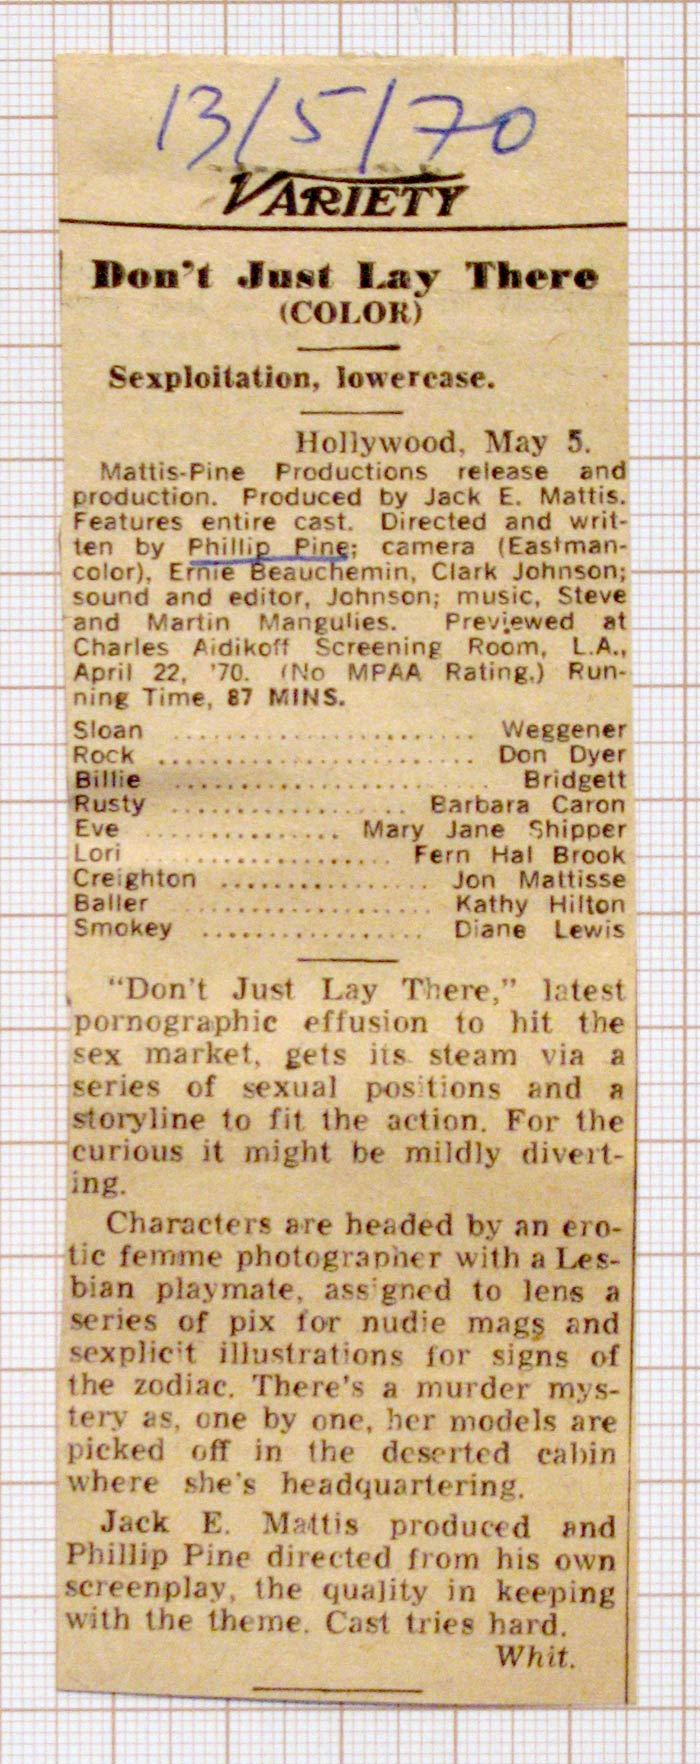 13/5/70
VARIETY
Don't Just Lay There
(COLOR)
Sexploitation, lowercase.
Hollywood, May 5.
Mattis-Pine Productions release and
production. Produced by Jack E. Mattis.
Features entire cast. Directed and writ-
ten by Phillip Pine; camera (Eastman-
color), Ernie Beauchemin, Clark Johnson;
sound and editor, Johnson; music, Steve
and Martin Mangulies. Previewed at
Charles Aidikoff Screening Room, L.A.,
April 22, '70. (No MPAA Rating.) Run-
ning Time, 87 MINS.
Sloan ...................... Weggener
Rock ....................... Don Dyer
Billie ....................... Bridgett
Rusty ................. Barbara Caron
Eve .............. Mary Jane Shipper
Lori ................. Fern Hal Brook
Creighton ............... Jon Mattisse
Baller .................. Kathy Hilton
Smokey ................ Diane Lewis
"Don't Just Lay There," latest
pornographic effusion to hit the
sex market, gets its steam via a
series of sexual positions and a
storyline to fit the action. For the
curious it might be mildly divert-
ing.
Characters are headed by an ero-
tic femme photographer with a Les-
bian playmate, assigned to lens a
series of pix for nudie mags and
sexplicit illustrations for signs of
the zodiac. There's a murder mys-
tery as, one by one, her models are
picked off in the deserted cabin
where she's headquartering.
Jack E. Mattis produced and
Phillip Pine directed from his own
screenplay, the quality in keeping
with the theme. Cast tries hard.
Whit.